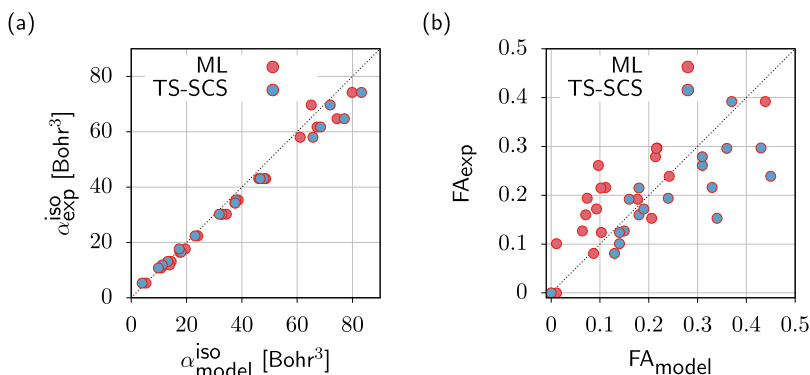 (a)
(b)
ML
TS-SCS
80
60
40
20
0
0 20 40 60 80
α^iso_exp [Bohr³]
α^iso_model [Bohr³]
ML
TS-SCS
0.5
0.4
0.3
0.2
0.1
0
0 0.1 0.2 0.3 0.4 0.5
FA_exp
FA_model